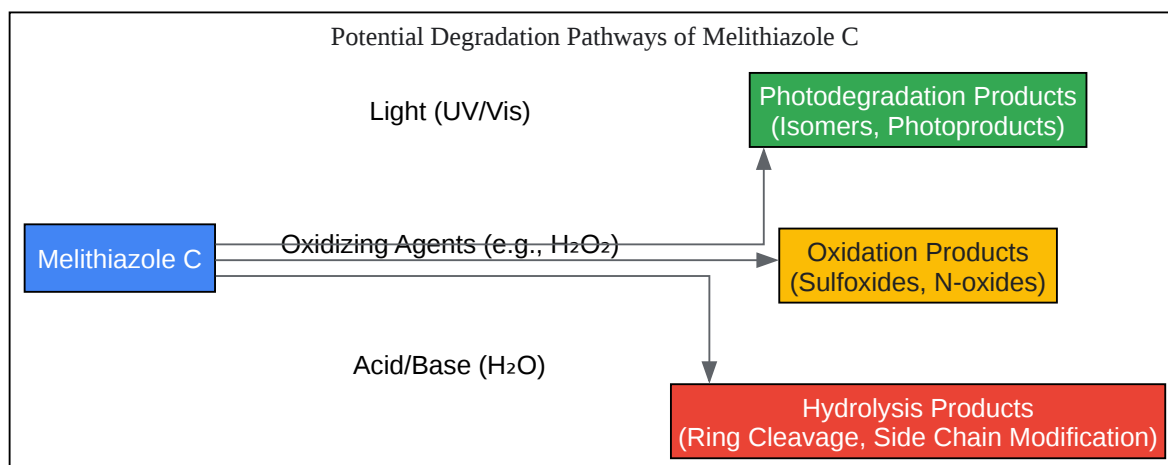 Potential Degradation Pathways of Melithiazole C
Light (UV/Vis)
Photodegradation Products
(Isomers, Photoproducts)
Melithiazole C
Oxidizing Agents (e.g., H₂O₂)
Oxidation Products
(Sulfoxides, N-oxides)
Acid/Base (H₂O)
Hydrolysis Products
(Ring Cleavage, Side Chain Modification)